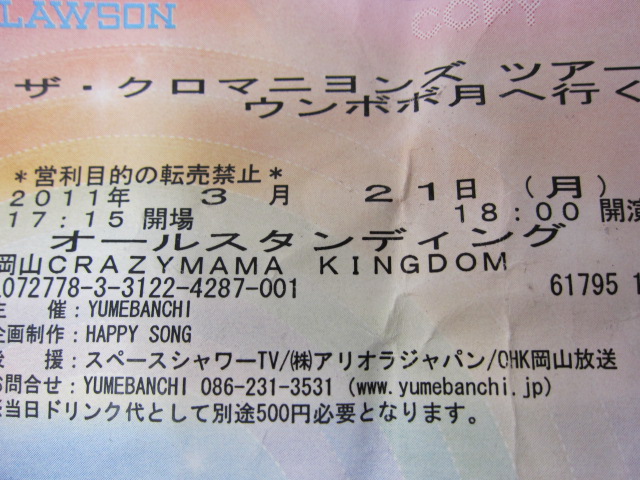 LAWSON
COPY
ザ・クロマニヨンズ ツアー
ウンボボ月へ行く
*営利目的の転売禁止*
2011年 3月 21日 (月)
17:15 開場 18:00 開演
オールスタンディング
岡山CRAZYMAMA KINGDOM
072778-3-3122-4287-001 61795 1
主 催:YUMEBANCHI
企画制作:HAPPY SONG
後 援:スペースシャワーTV/㈱アリオラジャパン/OHK岡山放送
お問合せ:YUMEBANCHI 086-231-3531 (www.yumebanchi.jp)
※当日ドリンク代として別途500円必要となります。